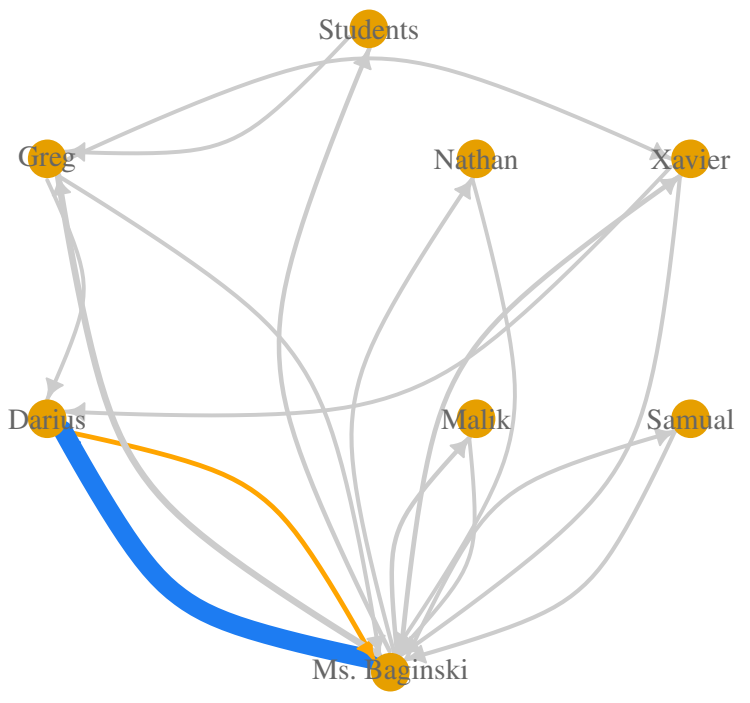 Students
Greg
Nathan
Xavier
Darius
Malik
Samual
Ms. Baginski